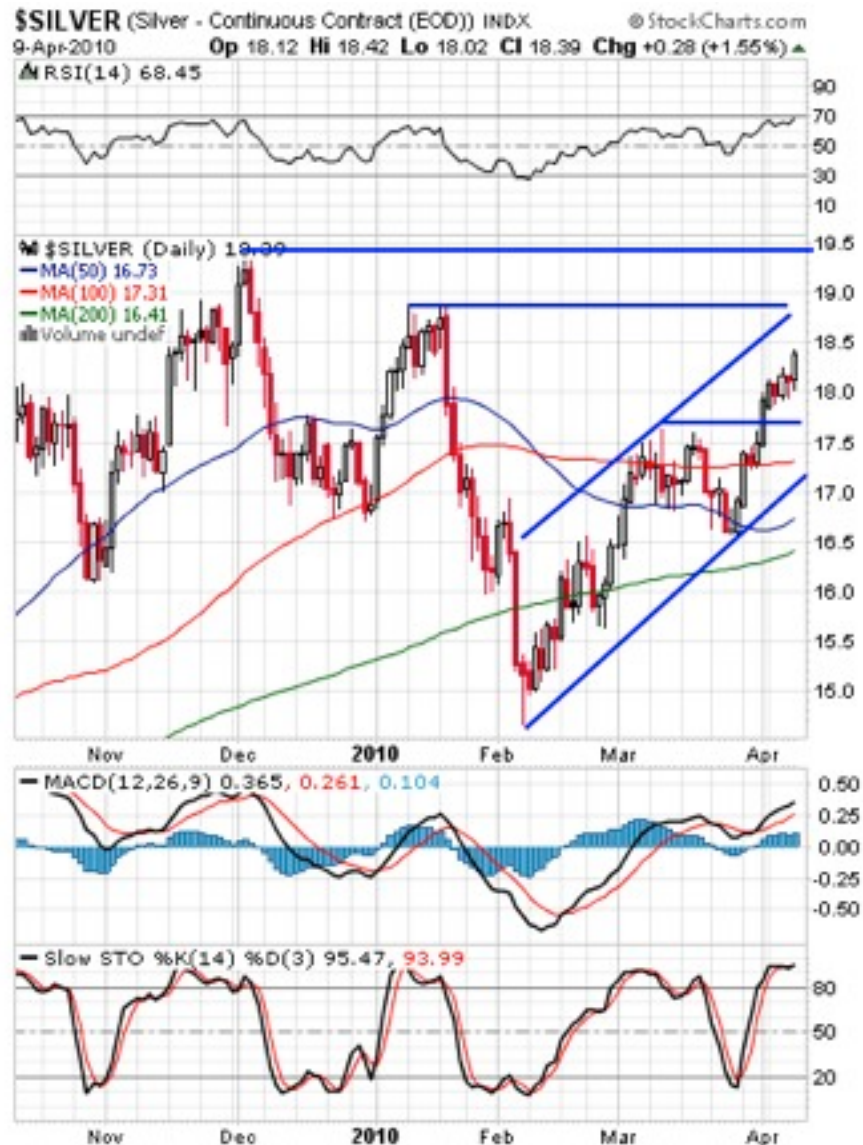 $SILVER (Silver - Continuous Contract (EOD)) INDX © StockCharts.com
9-Apr-2010 Op 18.12 Hi 18.42 Lo 18.02 Cl 18.39 Chg +0.28 (+1.55%)
RSI(14) 68.45
90
70
50
30
10
$SILVER (Daily) 18.39
MA(50) 16.73
MA(100) 17.31
MA(200) 16.41
Volume undef
19.5
19.0
18.5
18.0
17.5
17.0
16.5
16.0
15.5
15.0
Nov Dec 2010 Feb Mar Apr
MACD(12,26,9) 0.365, 0.261, 0.104
0.50
0.25
0.00
-0.25
-0.50
Slow STO %K(14) %D(3) 95.47, 93.99
80
50
20
Nov Dec 2010 Feb Mar Apr